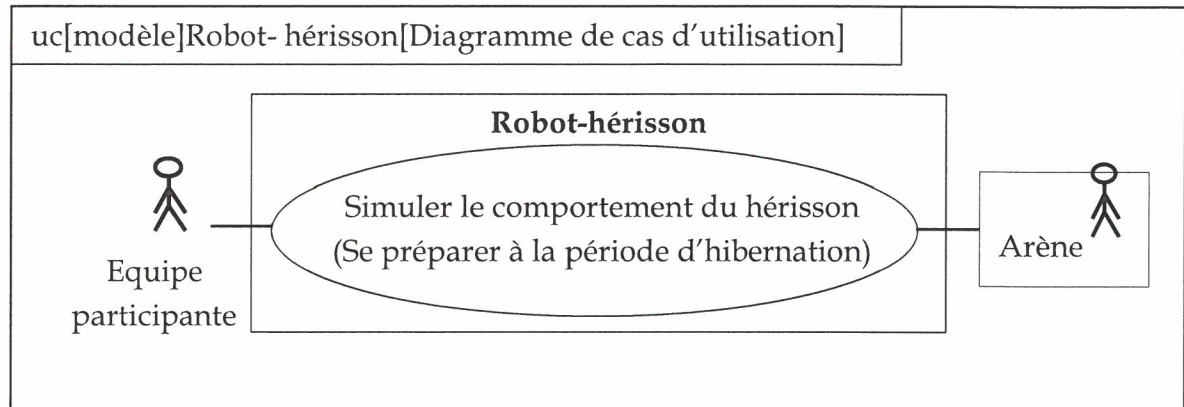 uc[modèle]Robot- hérisson[Diagramme de cas d'utilisation]
Robot-hérisson
Simuler le comportement du hérisson
(Se préparer à la période d'hibernation)
Equipe
participante
Arène